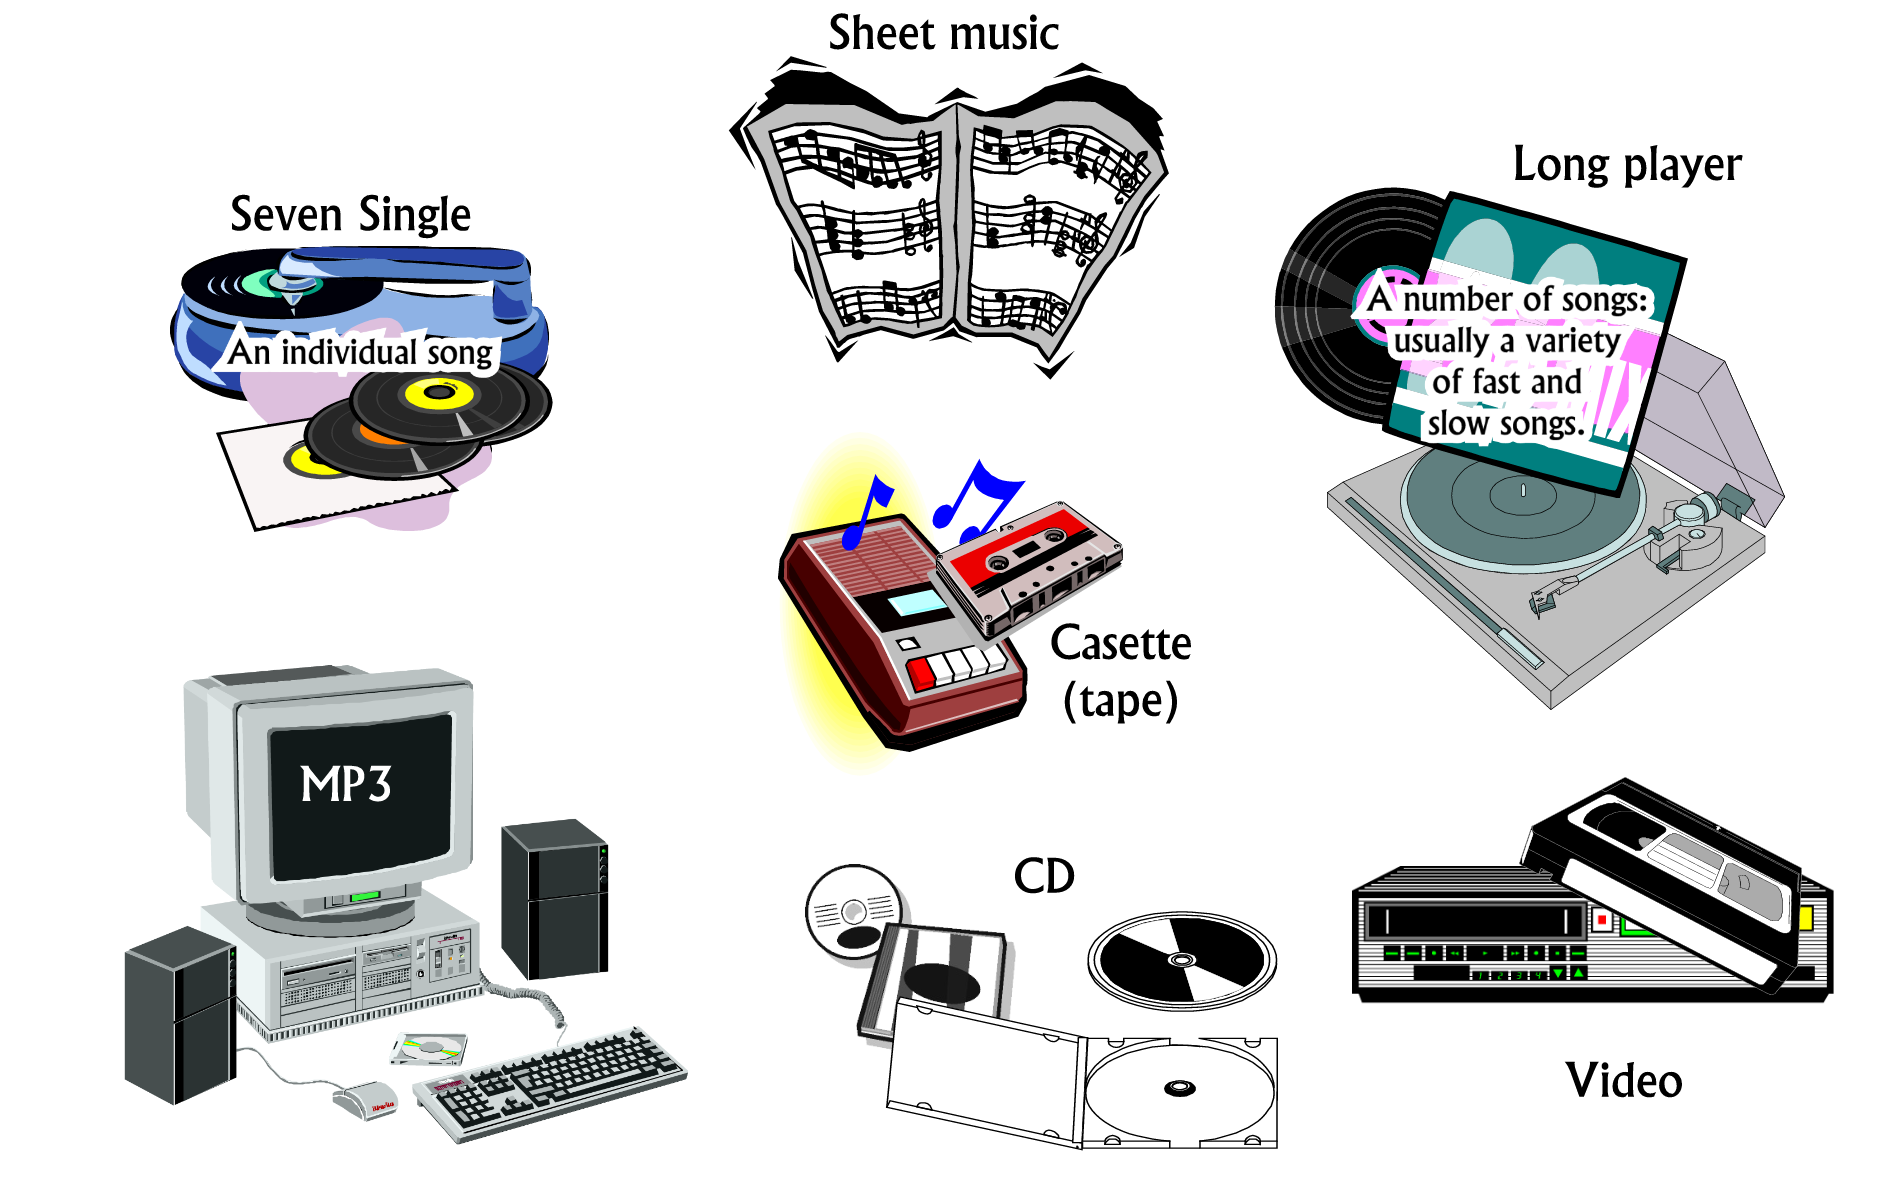 Sheet music
Long player
Seven Single
A number of songs:
usually a variety
of fast and
slow songs.
An individual song
Casette
(tape)
MP3
CD
Video